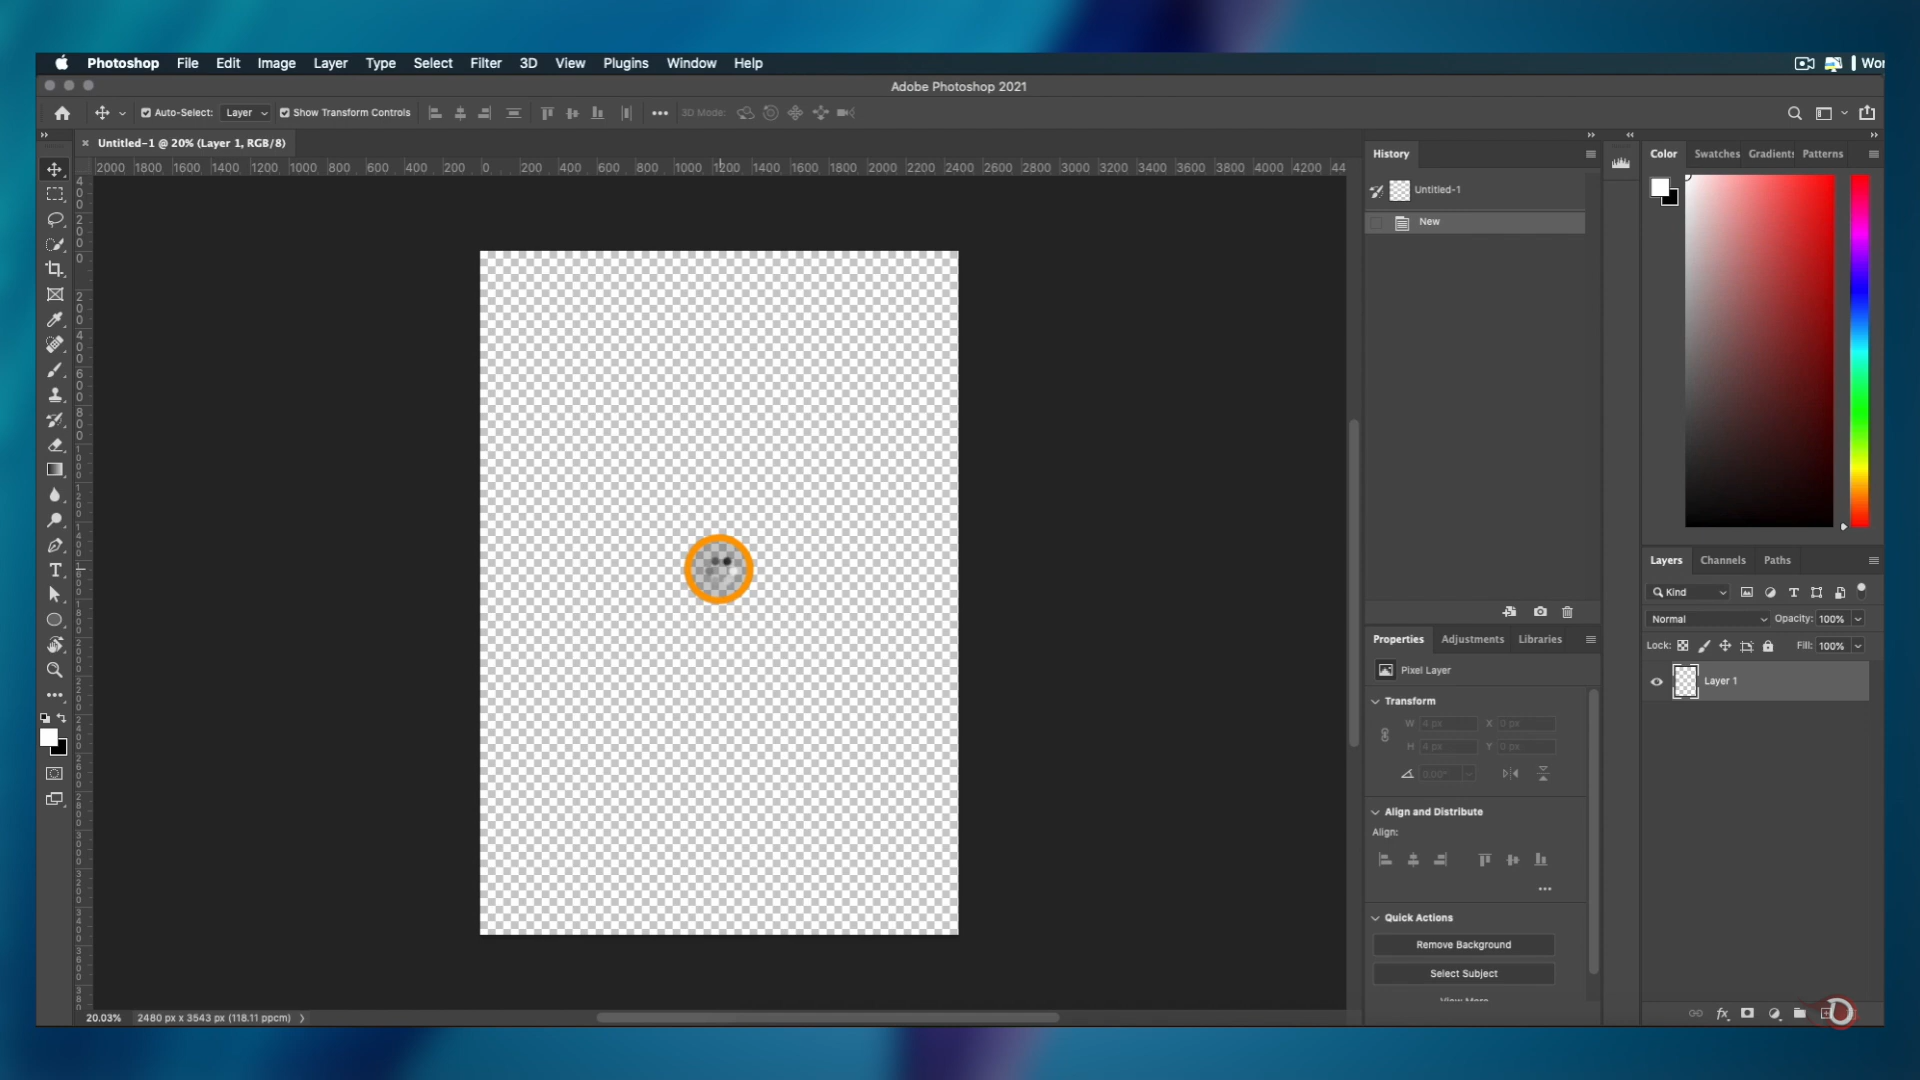 Photoshop File Edit Image Layer Type Select Filter 3D View Plugins Window Help Wor
Adobe Photoshop 2021
Auto-Select: Layer Show Transform Controls 3D Mode:
Untitled-1 @ 20% (Layer 1, RGB/8)
2000 1800 1600 1400 1200 1000 800 600 400 200 0 200 400 600 800 1000 1200 1400 1600 1800 2000 2200 2400 2600 2800 3000 3200 3400 3600 3800 4000 4200 44
History
Untitled-1
New
Color Swatches Gradients Patterns
Properties Adjustments Libraries
Pixel Layer
Transform
W 4 px X 0 px
H 4 px Y 0 px
0.00°
Align and Distribute
Align:
Quick Actions
Remove Background
Select Subject
View More
Layers Channels Paths
Kind
Normal Opacity: 100%
Lock: Fill: 100%
Layer 1
20.03% 2480 px x 3543 px (118.11 ppcm)